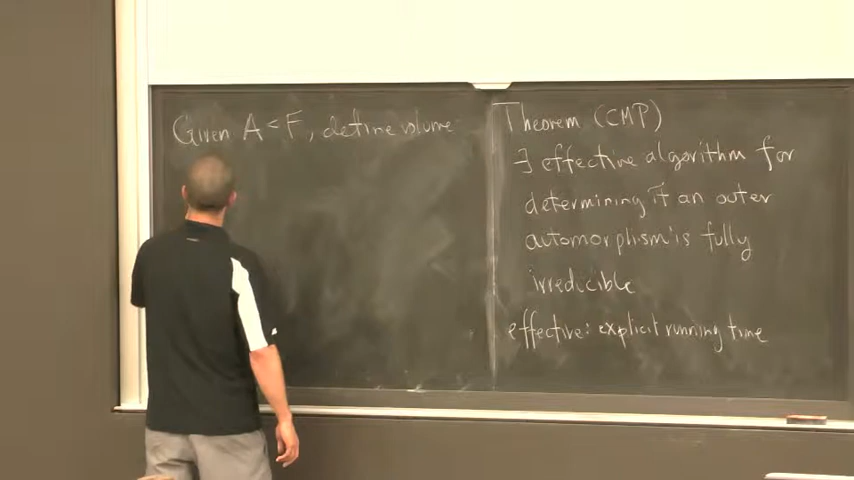 Given A < F, define volume
Theorem (CMP)
∃ effective algorithm for
determining if an outer
automorphism is fully
irredicible
effective: explicit running time